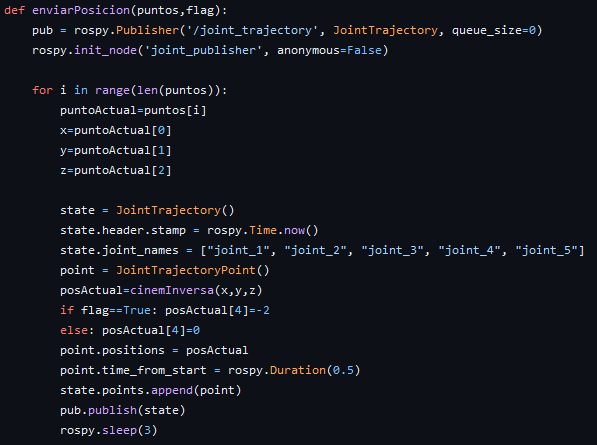 def enviarPosicion(puntos,flag):
    pub = rospy.Publisher('/joint_trajectory', JointTrajectory, queue_size=0)
    rospy.init_node('joint_publisher', anonymous=False)

    for i in range(len(puntos)):
        puntoActual=puntos[i]
        x=puntoActual[0]
        y=puntoActual[1]
        z=puntoActual[2]

        state = JointTrajectory()
        state.header.stamp = rospy.Time.now()
        state.joint_names = ["joint_1", "joint_2", "joint_3", "joint_4", "joint_5"]
        point = JointTrajectoryPoint()
        posActual=cinemInversa(x,y,z)
        if flag==True: posActual[4]=-2
        else: posActual[4]=0
        point.positions = posActual
        point.time_from_start = rospy.Duration(0.5)
        state.points.append(point)
        pub.publish(state)
        rospy.sleep(3)